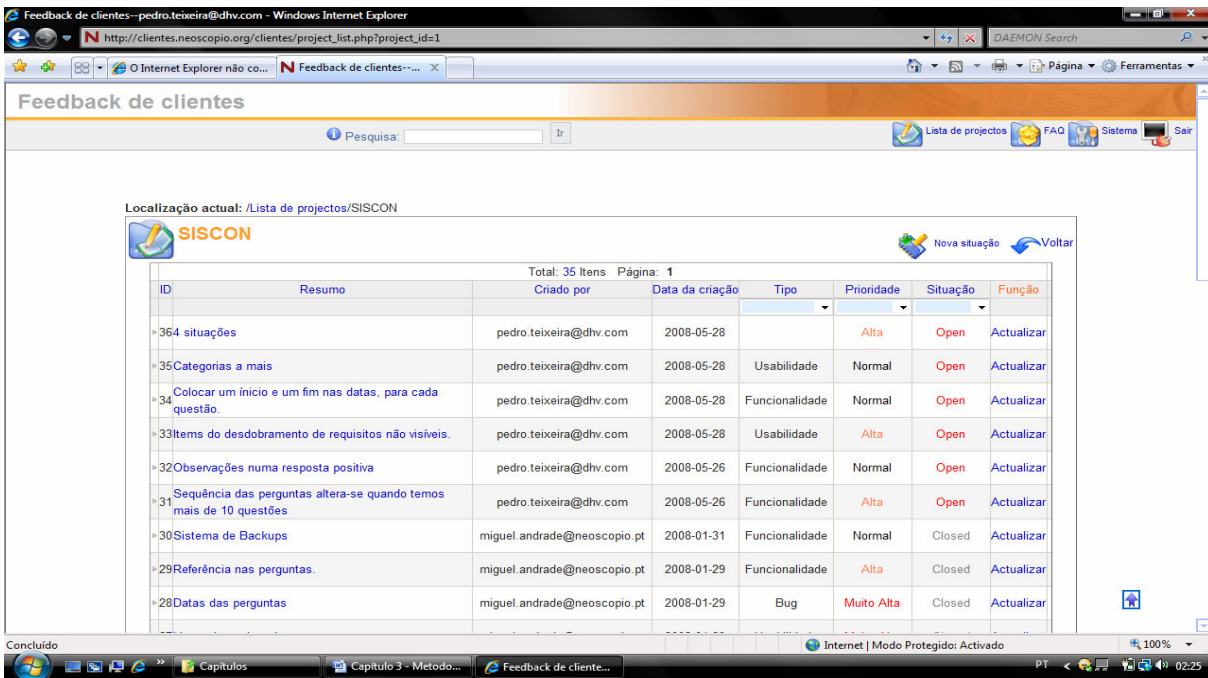 Feedback de clientes--pedro.teixeira@dhv.com - Windows Internet Explorer
http://clientes.neoscopio.org/clientes/project_list.php?project_id=1
DAEMON Search
O Internet Explorer não co...
Feedback de clientes--...
Página
Ferramentas
Feedback de clientes
Pesquisa:
Ir
Lista de projectos
FAQ
Sistema
Sair
Localização actual: /Lista de projectos/SISCON
SISCON
Nova situação
Voltar
Total: 35 Itens Página: 1
ID Resumo Criado por Data da criação Tipo Prioridade Situação Função
36 4 situações pedro.teixeira@dhv.com 2008-05-28 Alta Open Actualizar
35 Categorias a mais pedro.teixeira@dhv.com 2008-05-28 Usabilidade Normal Open Actualizar
34 Colocar um ínicio e um fim nas datas, para cada
questão. pedro.teixeira@dhv.com 2008-05-28 Funcionalidade Normal Open Actualizar
33 Items do desdobramento de requisitos não visíveis. pedro.teixeira@dhv.com 2008-05-28 Usabilidade Alta Open Actualizar
32 Observações numa resposta positiva pedro.teixeira@dhv.com 2008-05-26 Funcionalidade Normal Open Actualizar
31 Sequência das perguntas altera-se quando temos
mais de 10 questões pedro.teixeira@dhv.com 2008-05-26 Funcionalidade Alta Open Actualizar
30 Sistema de Backups miguel.andrade@neoscopio.pt 2008-01-31 Funcionalidade Normal Closed Actualizar
29 Referência nas perguntas. miguel.andrade@neoscopio.pt 2008-01-29 Funcionalidade Alta Closed Actualizar
28 Datas das perguntas miguel.andrade@neoscopio.pt 2008-01-29 Bug Muito Alta Closed Actualizar
Concluído
Internet | Modo Protegido: Activado
100%
Capítulos
Capítulo 3 - Metodo...
Feedback de cliente...
PT
02:25